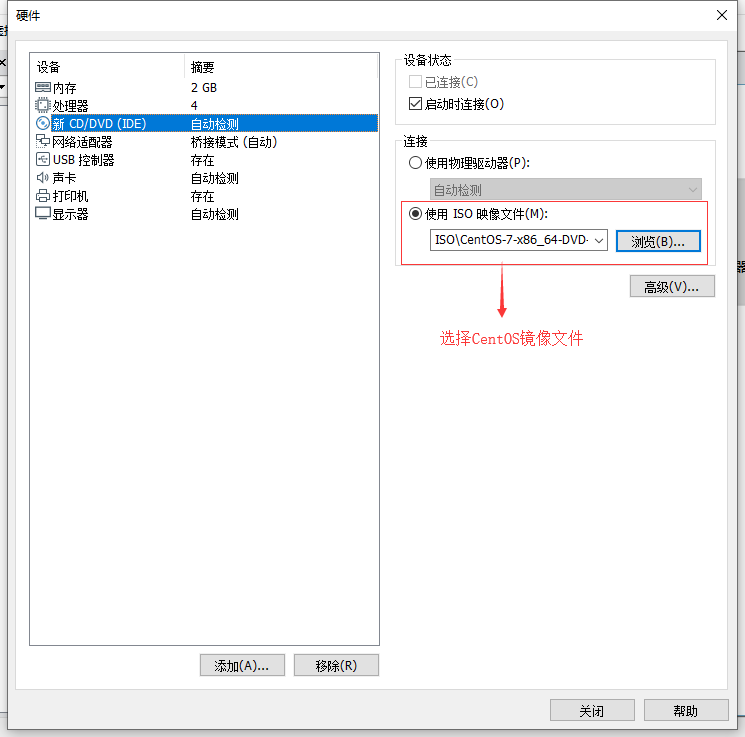 硬件
设备 摘要
内存 2 GB
处理器 4
新 CD/DVD (IDE) 自动检测
网络适配器 桥接模式 (自动)
USB 控制器 存在
声卡 自动检测
打印机 存在
显示器 自动检测
添加(A)... 移除(R)
设备状态
已连接(C)
启动时连接(O)
连接
使用物理驱动器(P):
自动检测
使用 ISO 映像文件(M):
ISO\CentOS-7-x86_64-DVD- 浏览(B)...
高级(V)...
选择CentOS镜像文件
关闭 帮助